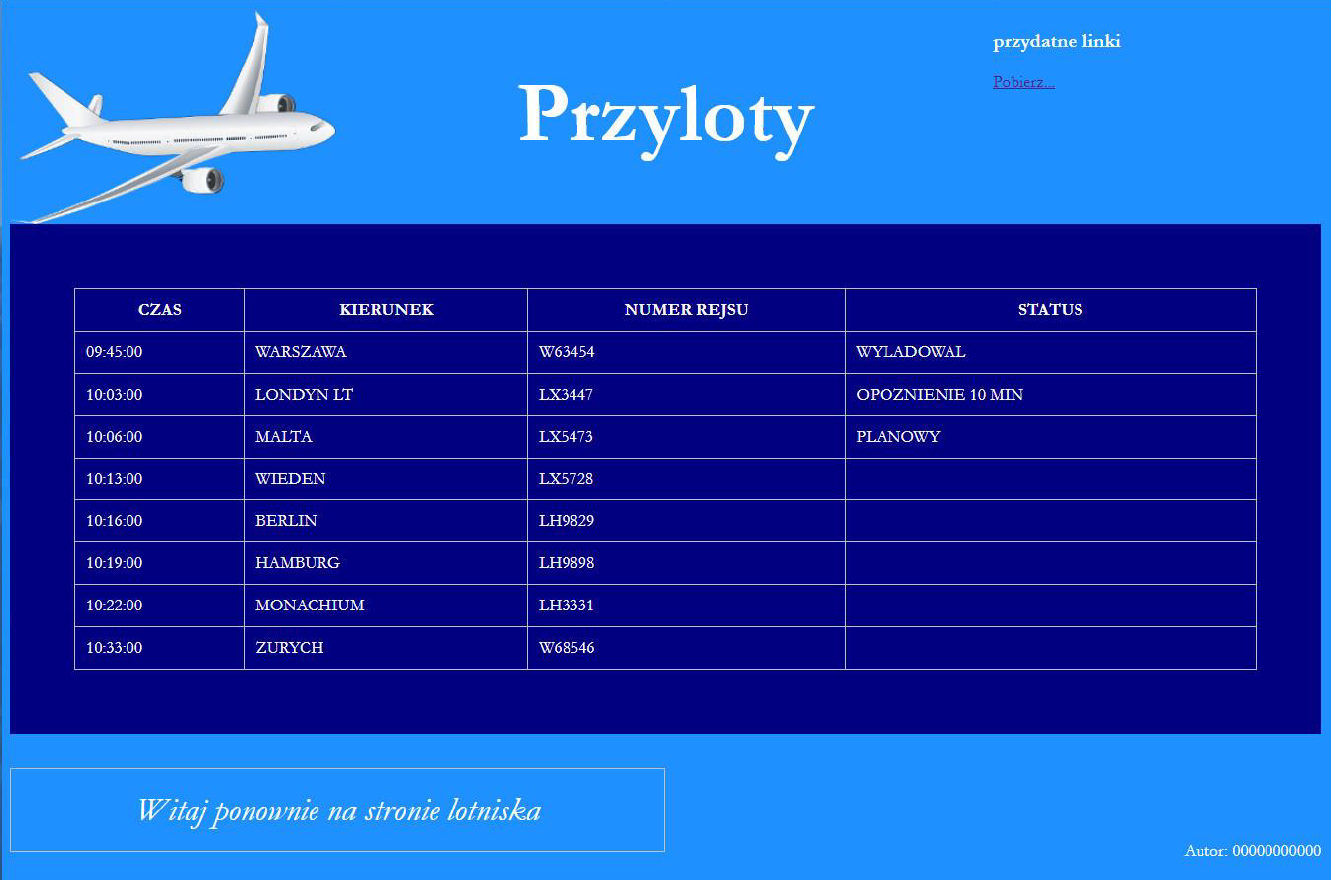 przydatne linki
Pobierz...
Przyloty
CZAS KIERUNEK NUMER REJSU STATUS
09:45:00 WARSZAWA W63454 WYLADOWAL
10:03:00 LONDYN LT LX3447 OPOZNIENIE 10 MIN
10:06:00 MALTA LX5473 PLANOWY
10:13:00 WIEDEN LX5728
10:16:00 BERLIN LH9829
10:19:00 HAMBURG LH9898
10:22:00 MONACHIUM LH3331
10:33:00 ZURYCH W68546
Witaj ponownie na stronie lotniska
Autor: 00000000000